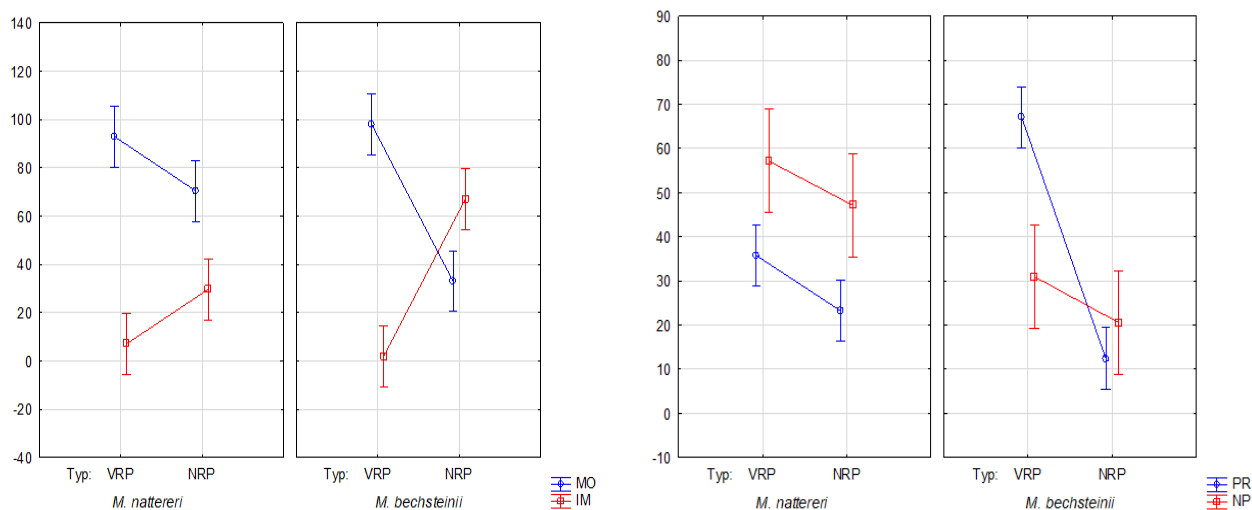 140
120
100
80
60
40
20
0
-20
-40
Typ: VRP NRP VRP NRP
M. nattereri M. bechsteinii
MO
IM
90
80
70
60
50
40
30
20
10
0
-10
Typ: VRP NRP Typ: VRP NRP
M. nattereri M. bechsteinii
PR
NP